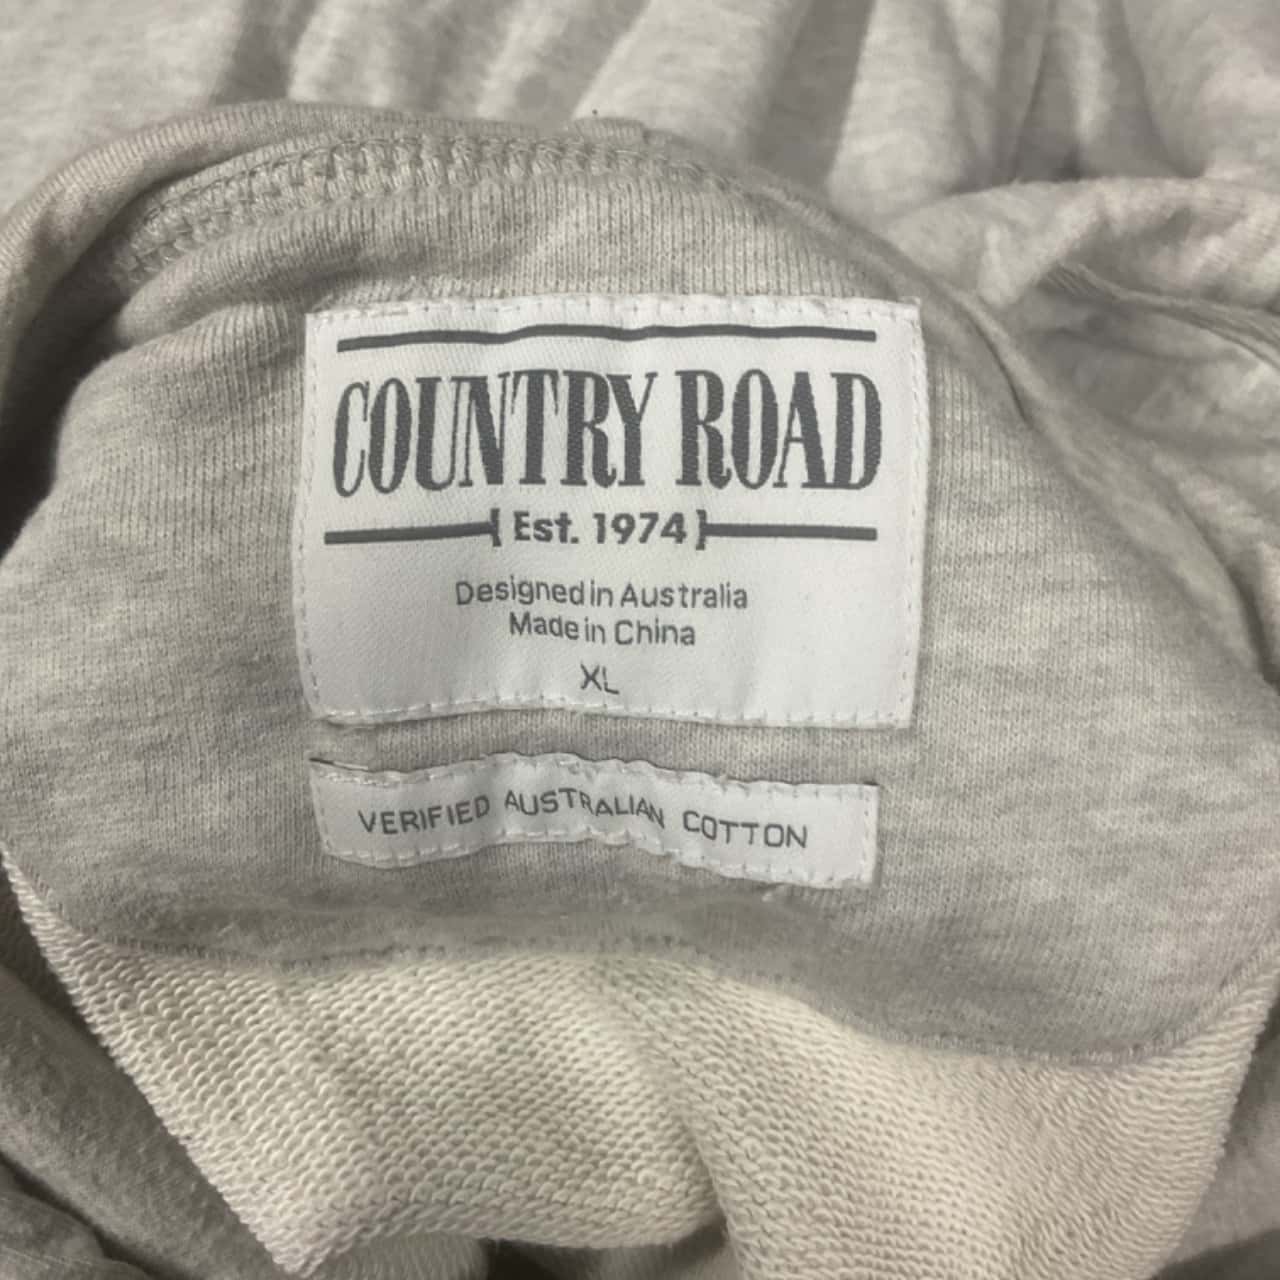 COUNTRY ROAD
{ Est. 1974 }
Designed in Australia
Made in China
XL
VERIFIED AUSTRALIAN COTTON